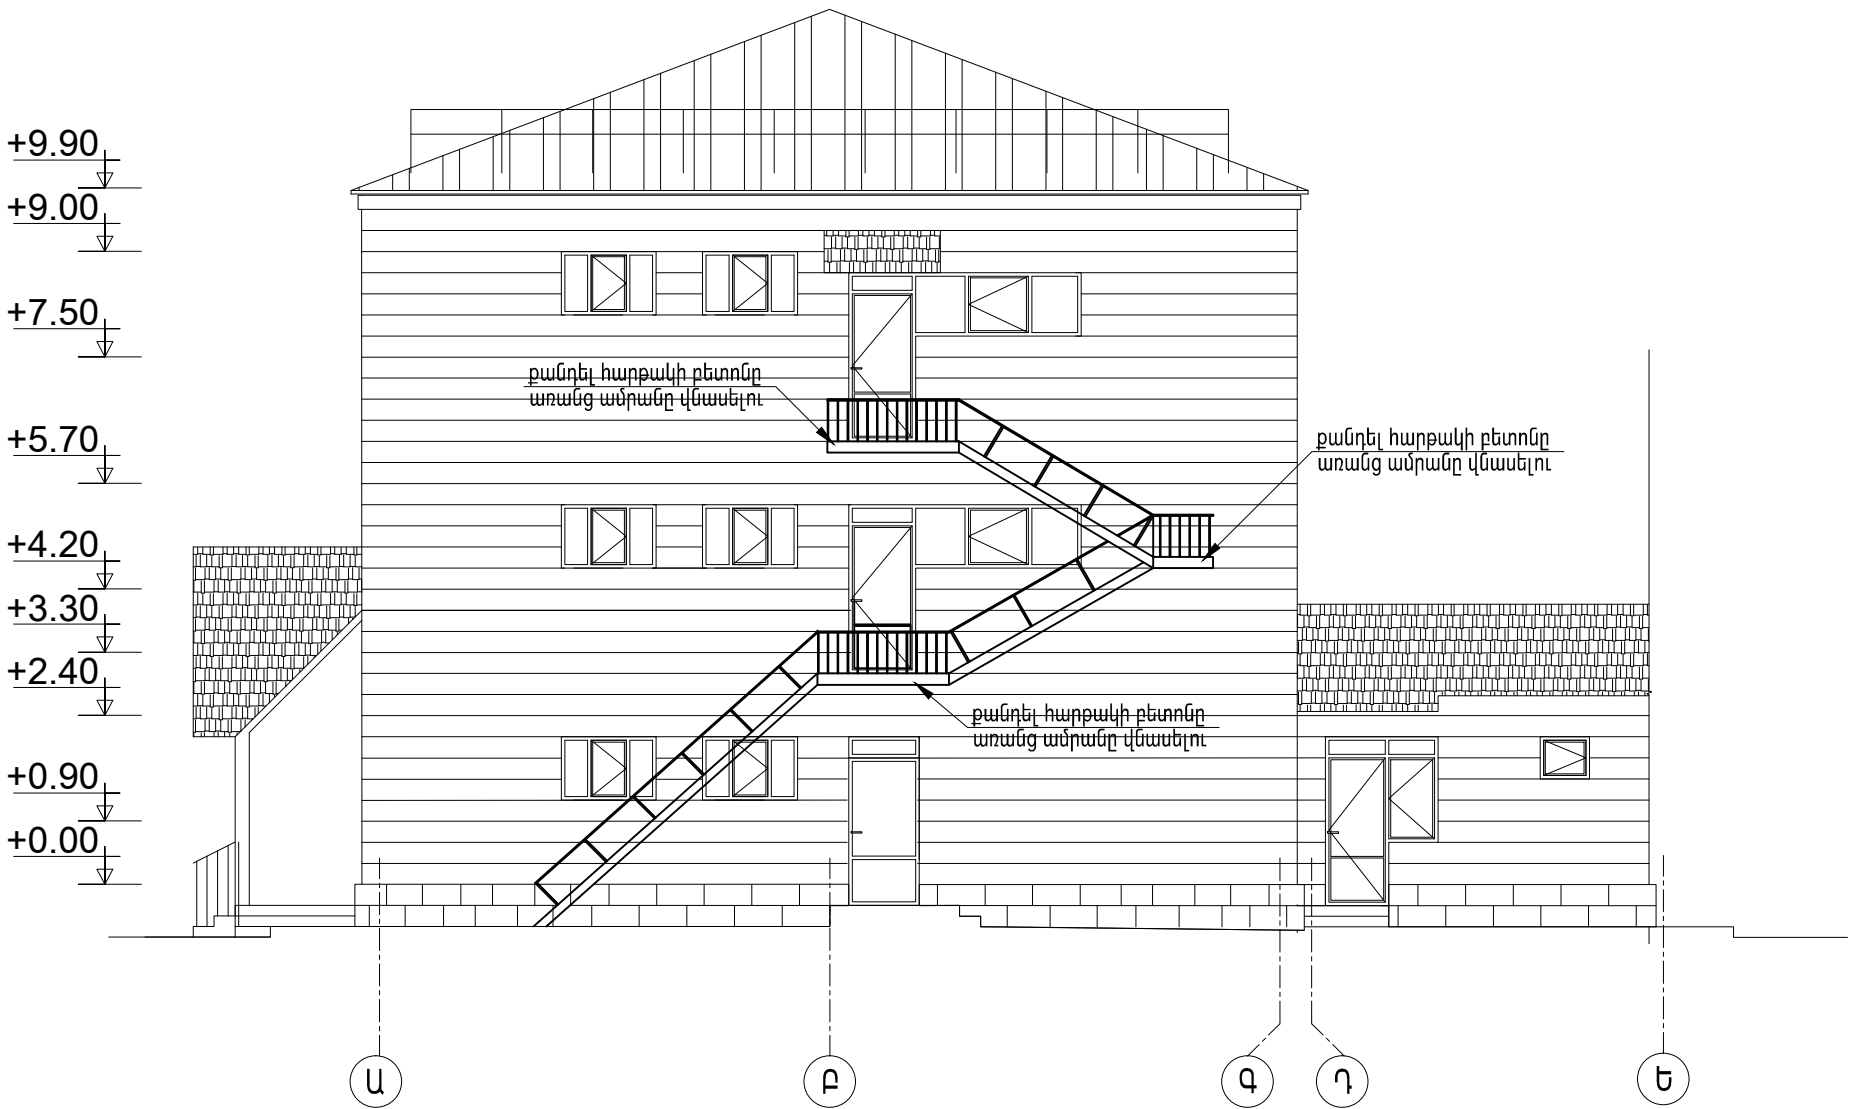 +9.90
+9.00
+7.50
քանդել հարթակի բետոնը
առանց ամրանը վնասելու
+5.70
քանդել հարթակի բետոնը
առանց ամրանը վնասելու
+4.20
+3.30
+2.40
քանդել հարթակի բետոնը
առանց ամրանը վնասելու
+0.90
+0.00
Ա
Բ
Գ
Դ
Ե